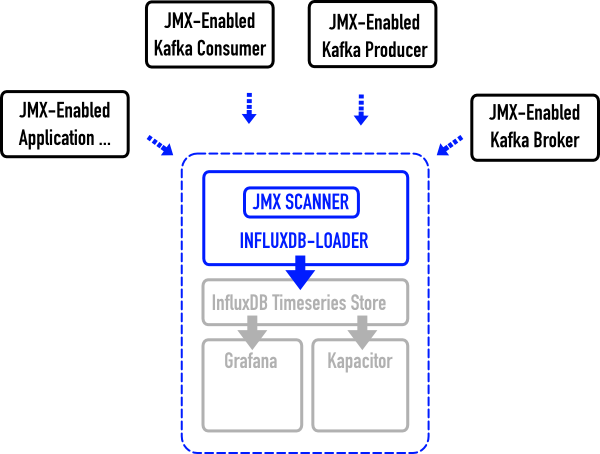 JMX-Enabled
Kafka Consumer
JMX-Enabled
Kafka Producer
JMX-Enabled
Application ...
JMX-Enabled
Kafka Broker
JMX SCANNER
INFLUXDB-LOADER
InfluxDB Timeseries Store
Grafana
Kapacitor